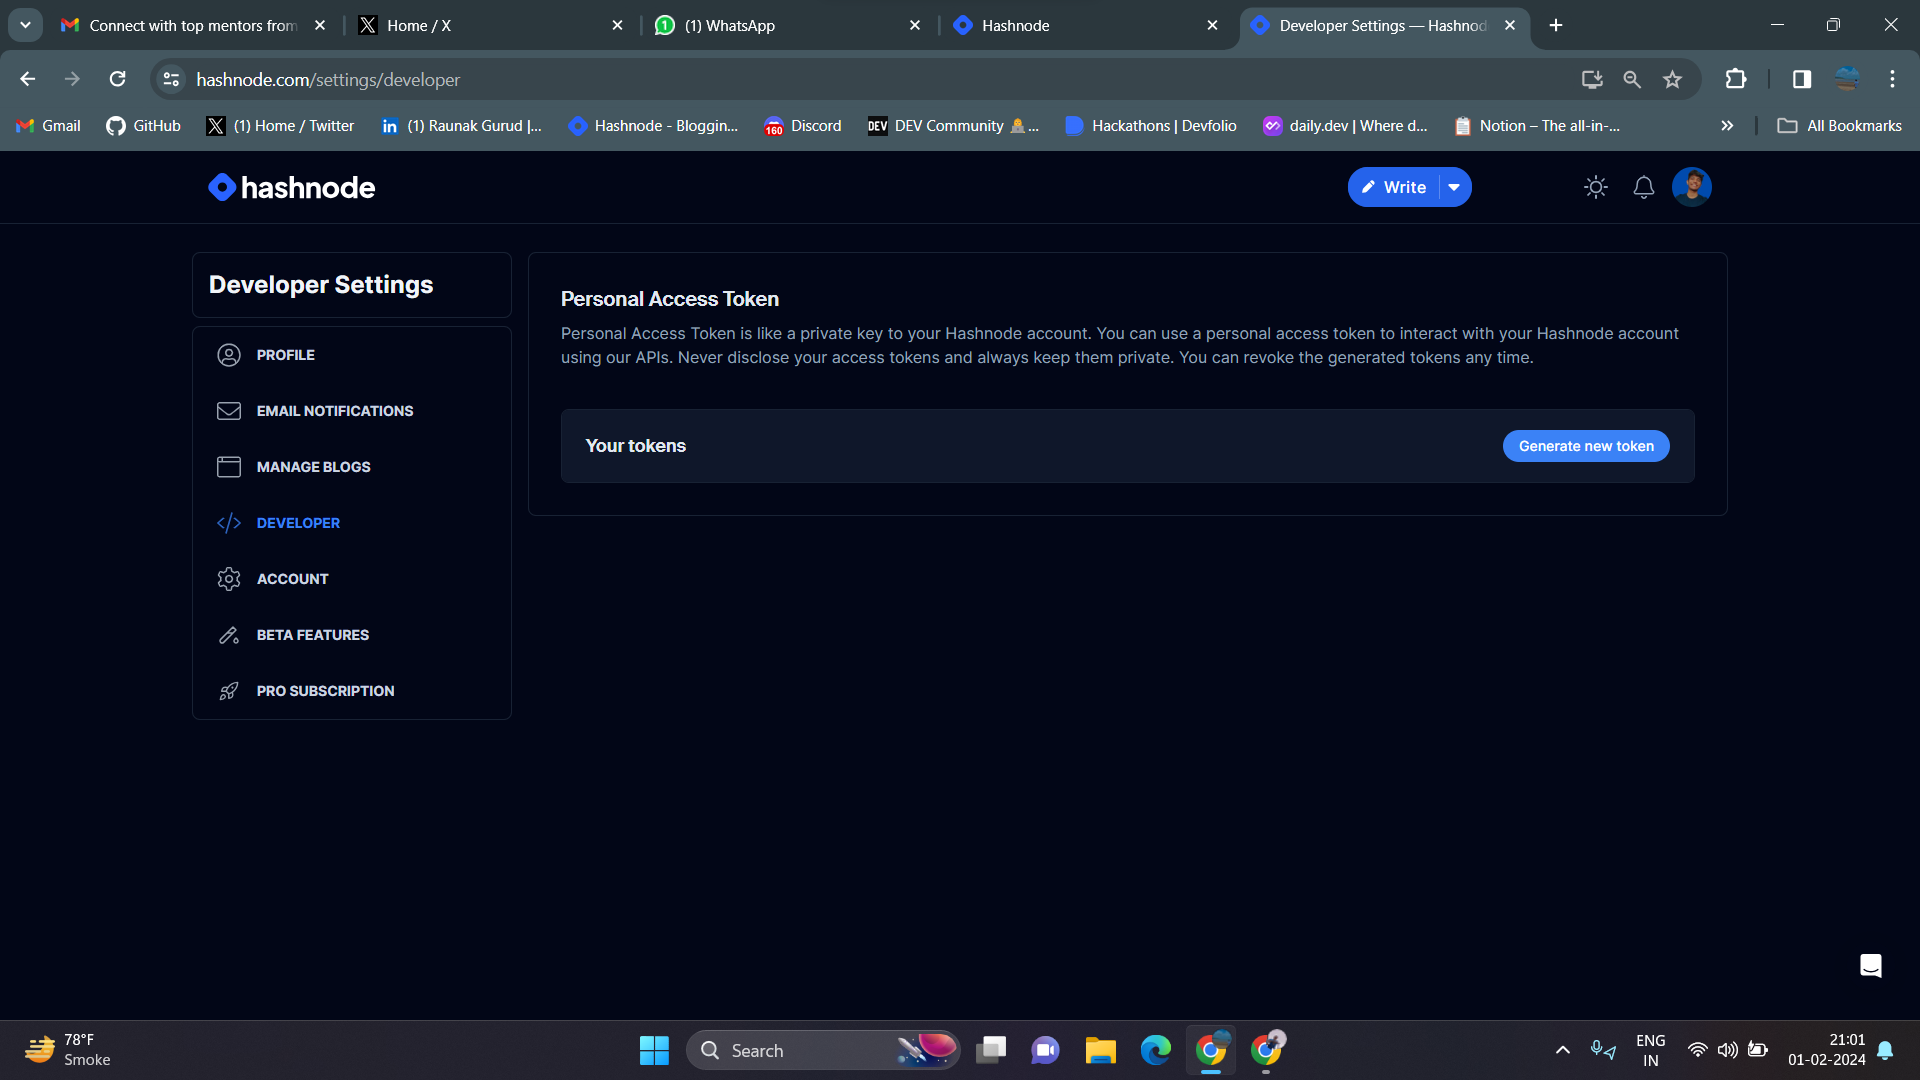 Connect with top mentors from
Home / X
(1) WhatsApp
Hashnode
Developer Settings — Hashnod
hashnode.com/settings/developer
Gmail
GitHub
(1) Home / Twitter
(1) Raunak Gurud |...
Hashnode - Bloggin...
160
Discord
DEV
DEV Community ...
Hackathons | Devfolio
daily.dev | Where d...
Notion – The all-in-...
All Bookmarks
hashnode
Write
Developer Settings
PROFILE
EMAIL NOTIFICATIONS
MANAGE BLOGS
DEVELOPER
ACCOUNT
BETA FEATURES
PRO SUBSCRIPTION
Personal Access Token
Personal Access Token is like a private key to your Hashnode account. You can use a personal access token to interact with your Hashnode account
using our APIs. Never disclose your access tokens and always keep them private. You can revoke the generated tokens any time.
Your tokens
Generate new token
78°F
Smoke
Search
ENG
IN
21:01
01-02-2024